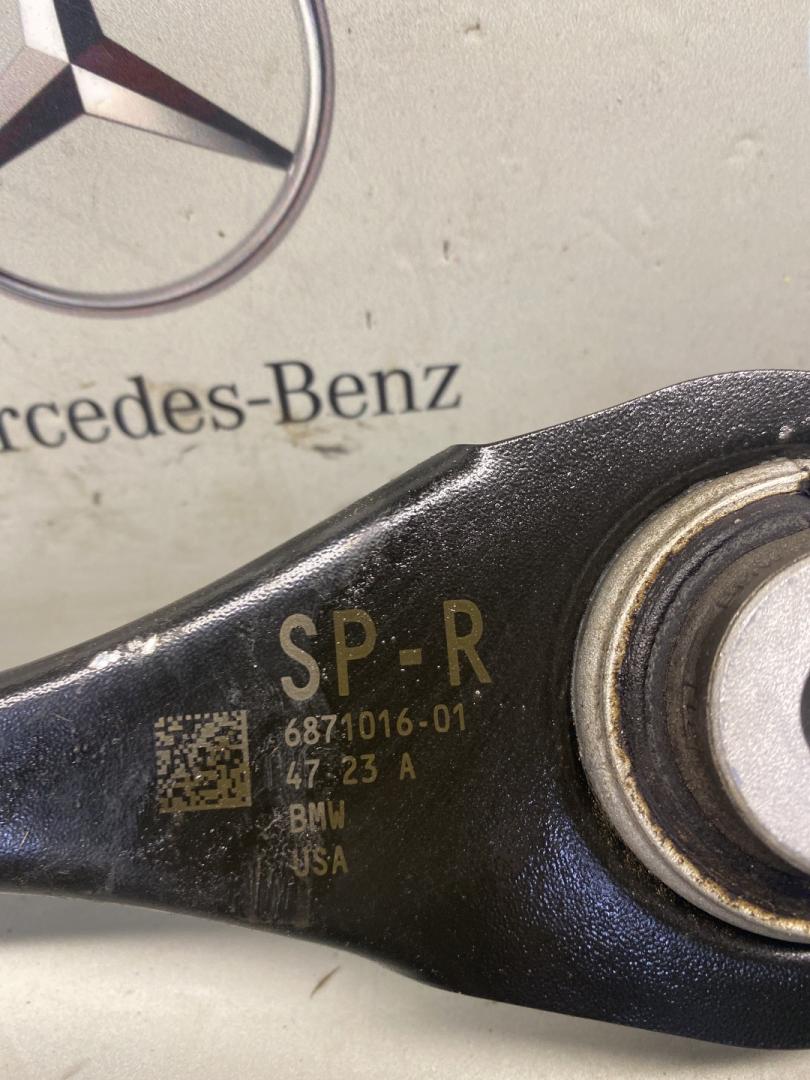 rcedes-Benz
SP-R
6871016-01
47 23 A
BMW
USA